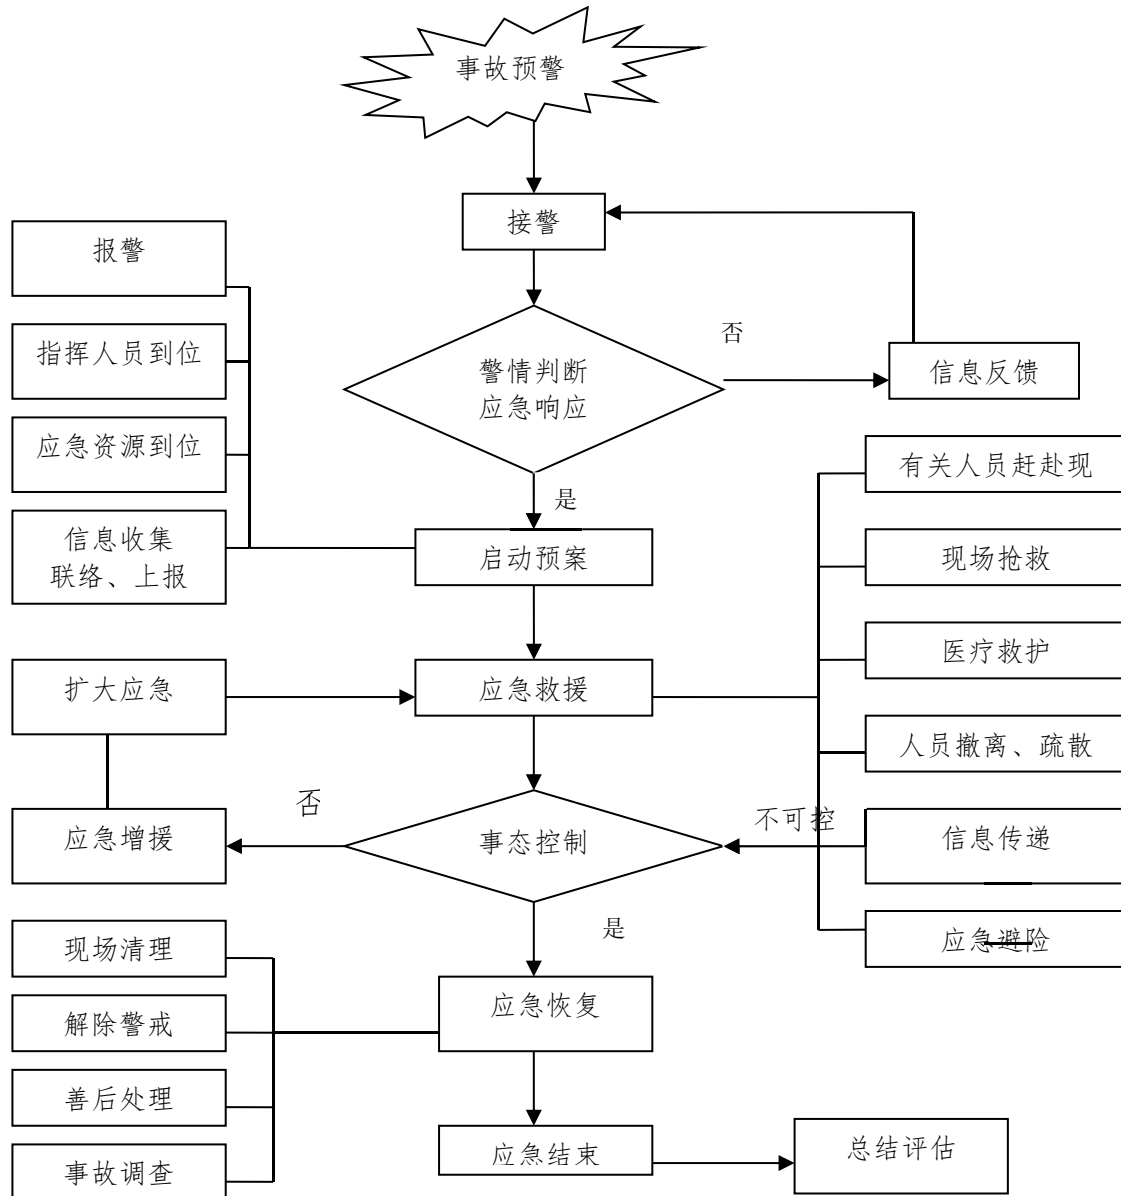 事故预警
接警
报警
否
指挥人员到位
警情判断
应急响应
信息反馈
应急资源到位
有关人员赶赴现
是
信息收集
联络、上报
启动预案
现场抢救
医疗救护
扩大应急
应急救援
人员撤离、疏散
否
不可控
应急增援
事态控制
信息传递
是
应急避险
现场清理
应急恢复
解除警戒
善后处理
应急结束
总结评估
事故调查